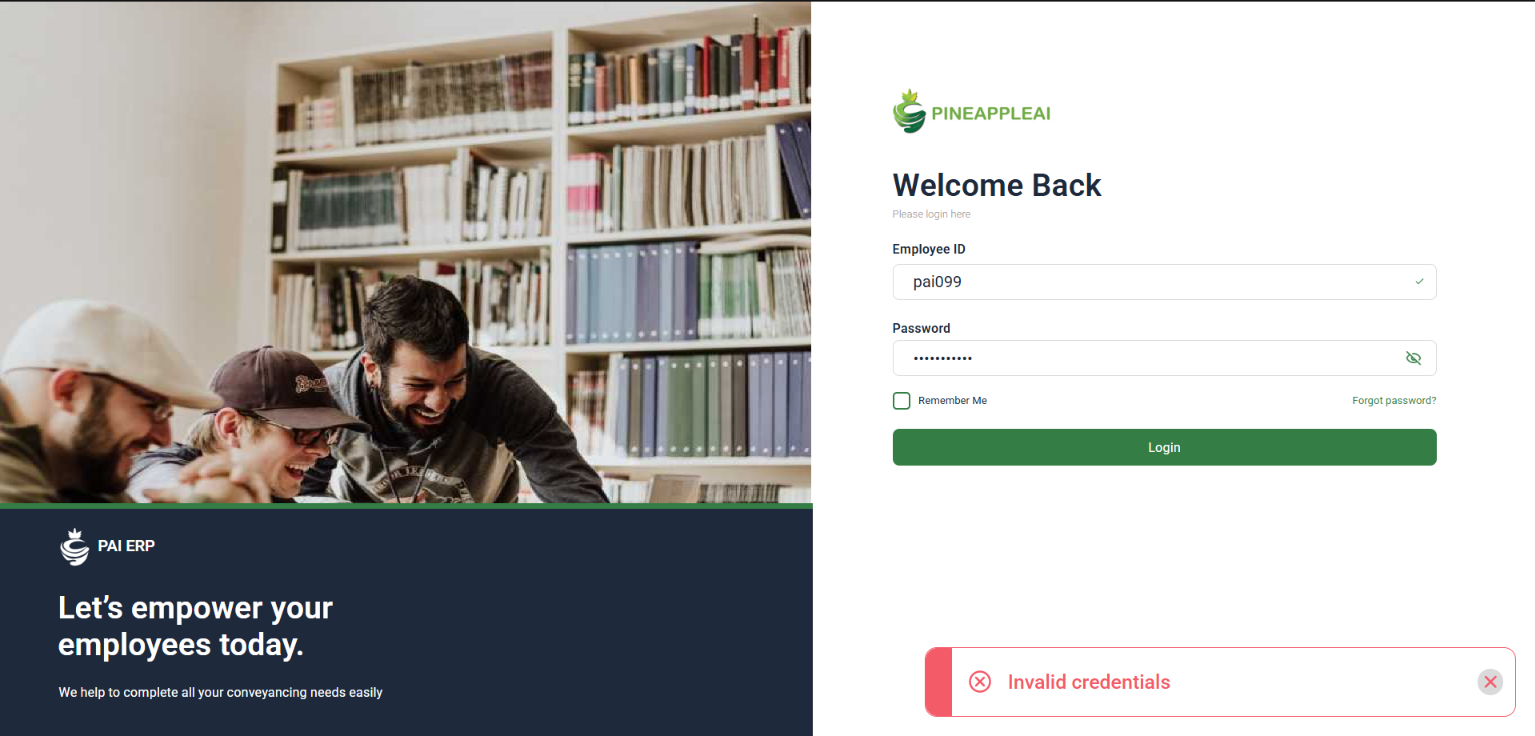 PINEAPPLEAI
Welcome Back
Please login here
Employee ID
pai099
Password
•••••••••••
Remember Me
Forgot password?
Login
PAI ERP
Let’s empower your
employees today.
We help to complete all your conveyancing needs easily
Invalid credentials